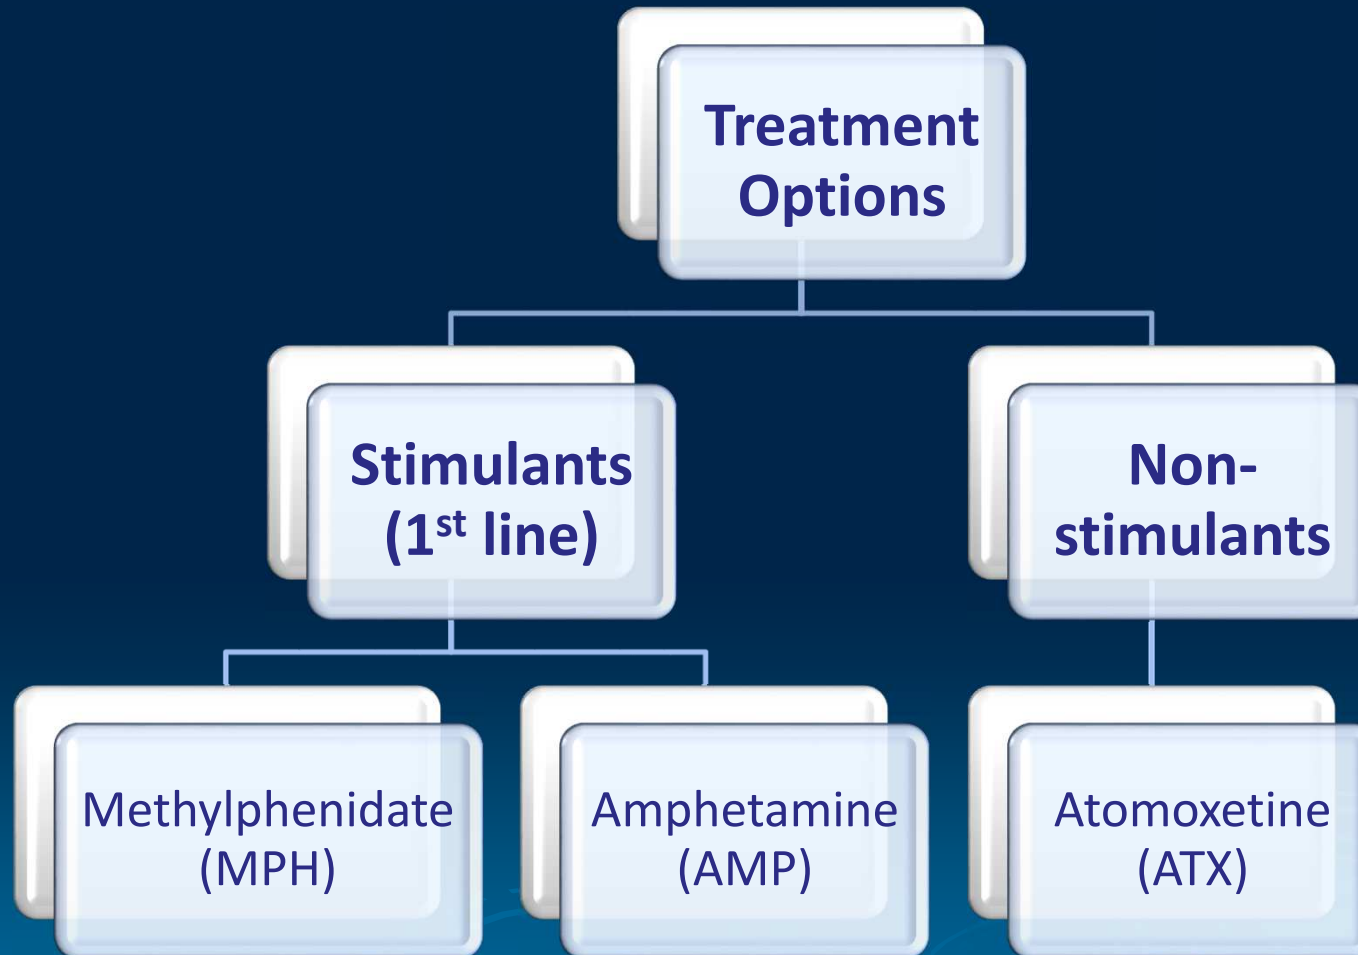 Treatment
Options
Stimulants
(1st line)
Non-
stimulants
Methylphenidate
(MPH)
Amphetamine
(AMP)
Atomoxetine
(ATX)